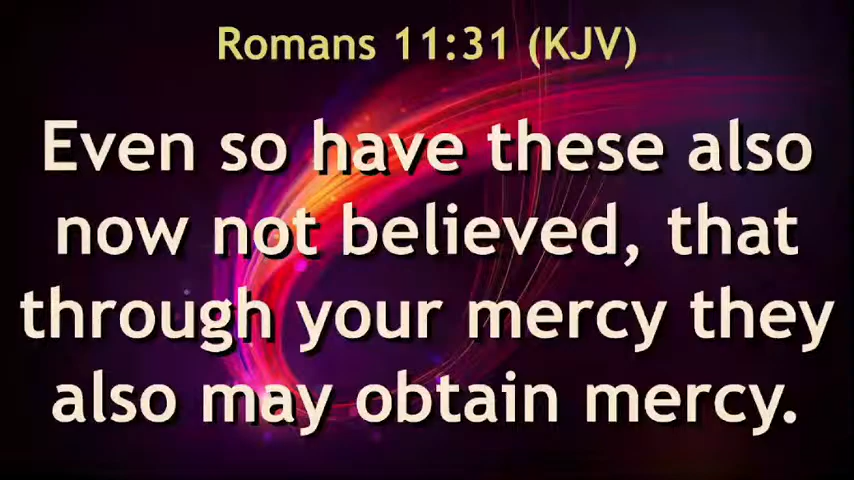 Romans 11:31 (KJV)
Even so have these also
now not believed, that
through your mercy they
also may obtain mercy.